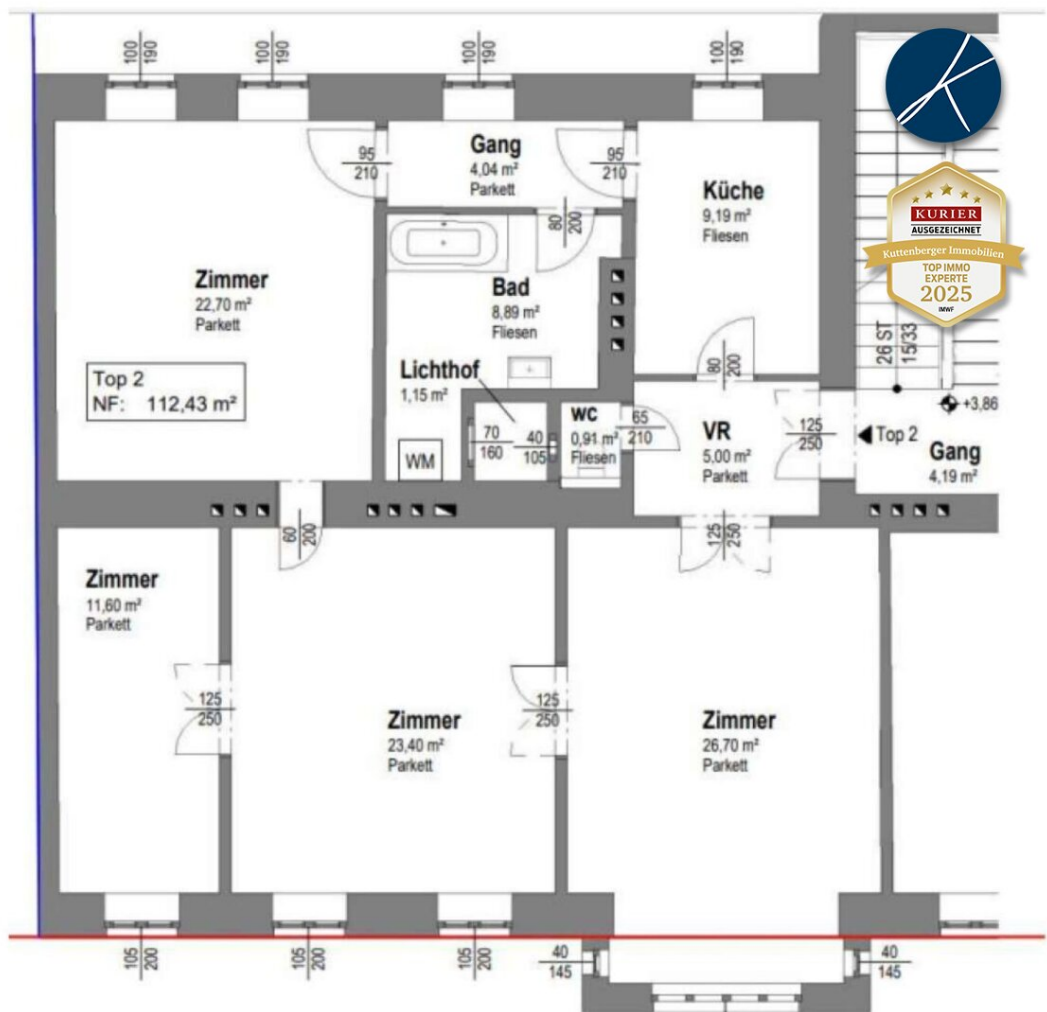 100
190
100
190
100
190
100
190
Gang
4,04 m²
Parkett
95
210
95
210
Küche
9,19 m²
Fliesen
80
200
Zimmer
22,70 m²
Parkett
Bad
8,89 m²
Fliesen
Top 2
NF: 112,43 m²
Lichthof
1,15 m²
WM
70
160
40
105
WC
0,91 m²
Fliesen
65
210
80
200
VR
5,00 m²
Parkett
125
250
Top 2
Gang
4,19 m²
+3,86
26 ST
15/33
KURIER
AUSGEZEICHNET
Kuttenberger Immobilien
TOP IMMO
EXPERTE
2025
IMWF
60
200
125
250
Zimmer
11,60 m²
Parkett
125
250
Zimmer
23,40 m²
Parkett
125
250
Zimmer
26,70 m²
Parkett
105
200
105
200
105
200
40
145
40
145